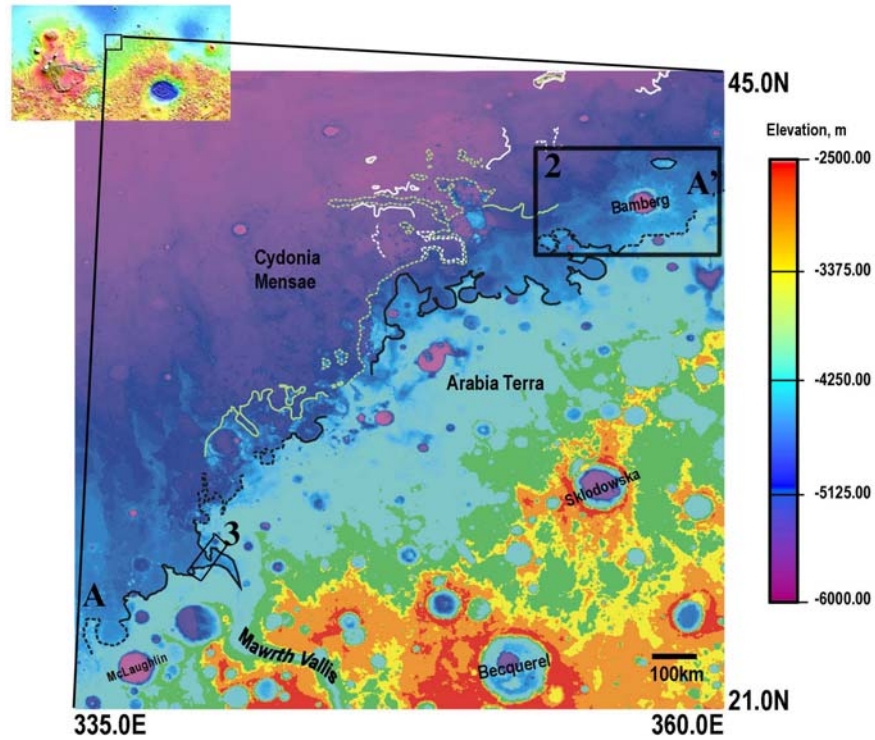 45.0N
Elevation, m
2
A'
-2500.00
Bamberg
Cydonia
Mensae
-3375.00
Arabia Terra
-4250.00
Sklodowska
-5125.00
3
A
Mawrth Vallis
McLaughlin
Becquerel
100km
-6000.00
21.0N
335.0E
360.0E